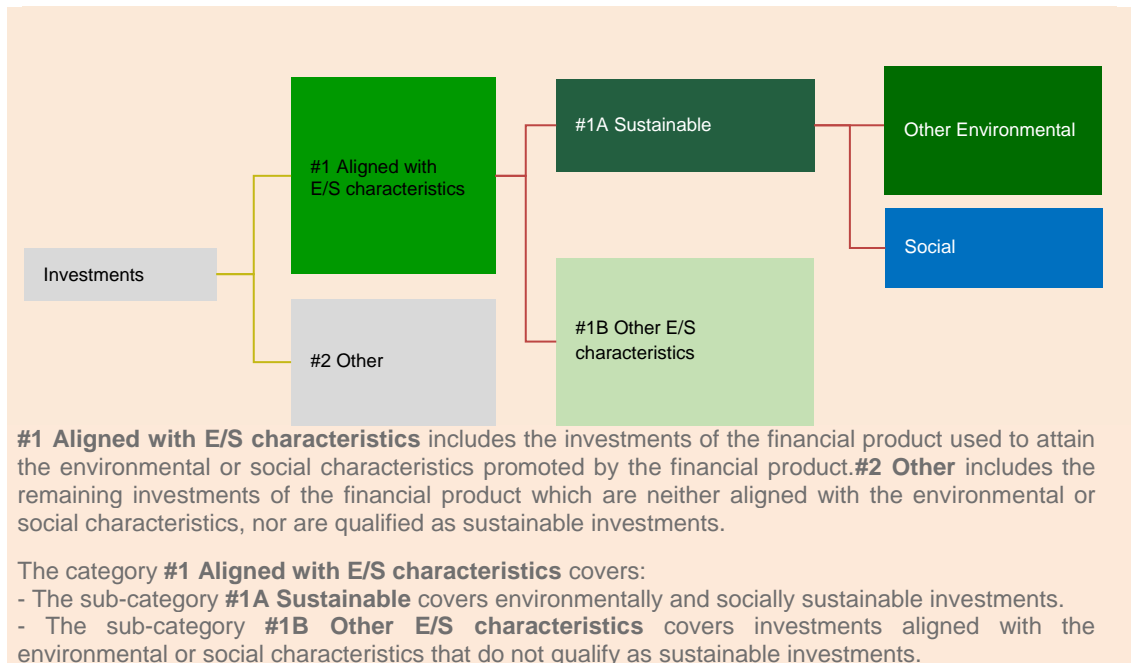 #1A Sustainable
Other Environmental
#1 Aligned with
E/S characteristics
Social
Investments
#1B Other E/S
characteristics
#2 Other
#1 Aligned with E/S characteristics includes the investments of the financial product used to attain
the environmental or social characteristics promoted by the financial product.#2 Other includes the
remaining investments of the financial product which are neither aligned with the environmental or
social characteristics, nor are qualified as sustainable investments.
The category #1 Aligned with E/S characteristics covers:
- The sub-category #1A Sustainable covers environmentally and socially sustainable investments.
- The sub-category #1B Other E/S characteristics covers investments aligned with the
environmental or social characteristics that do not qualify as sustainable investments.